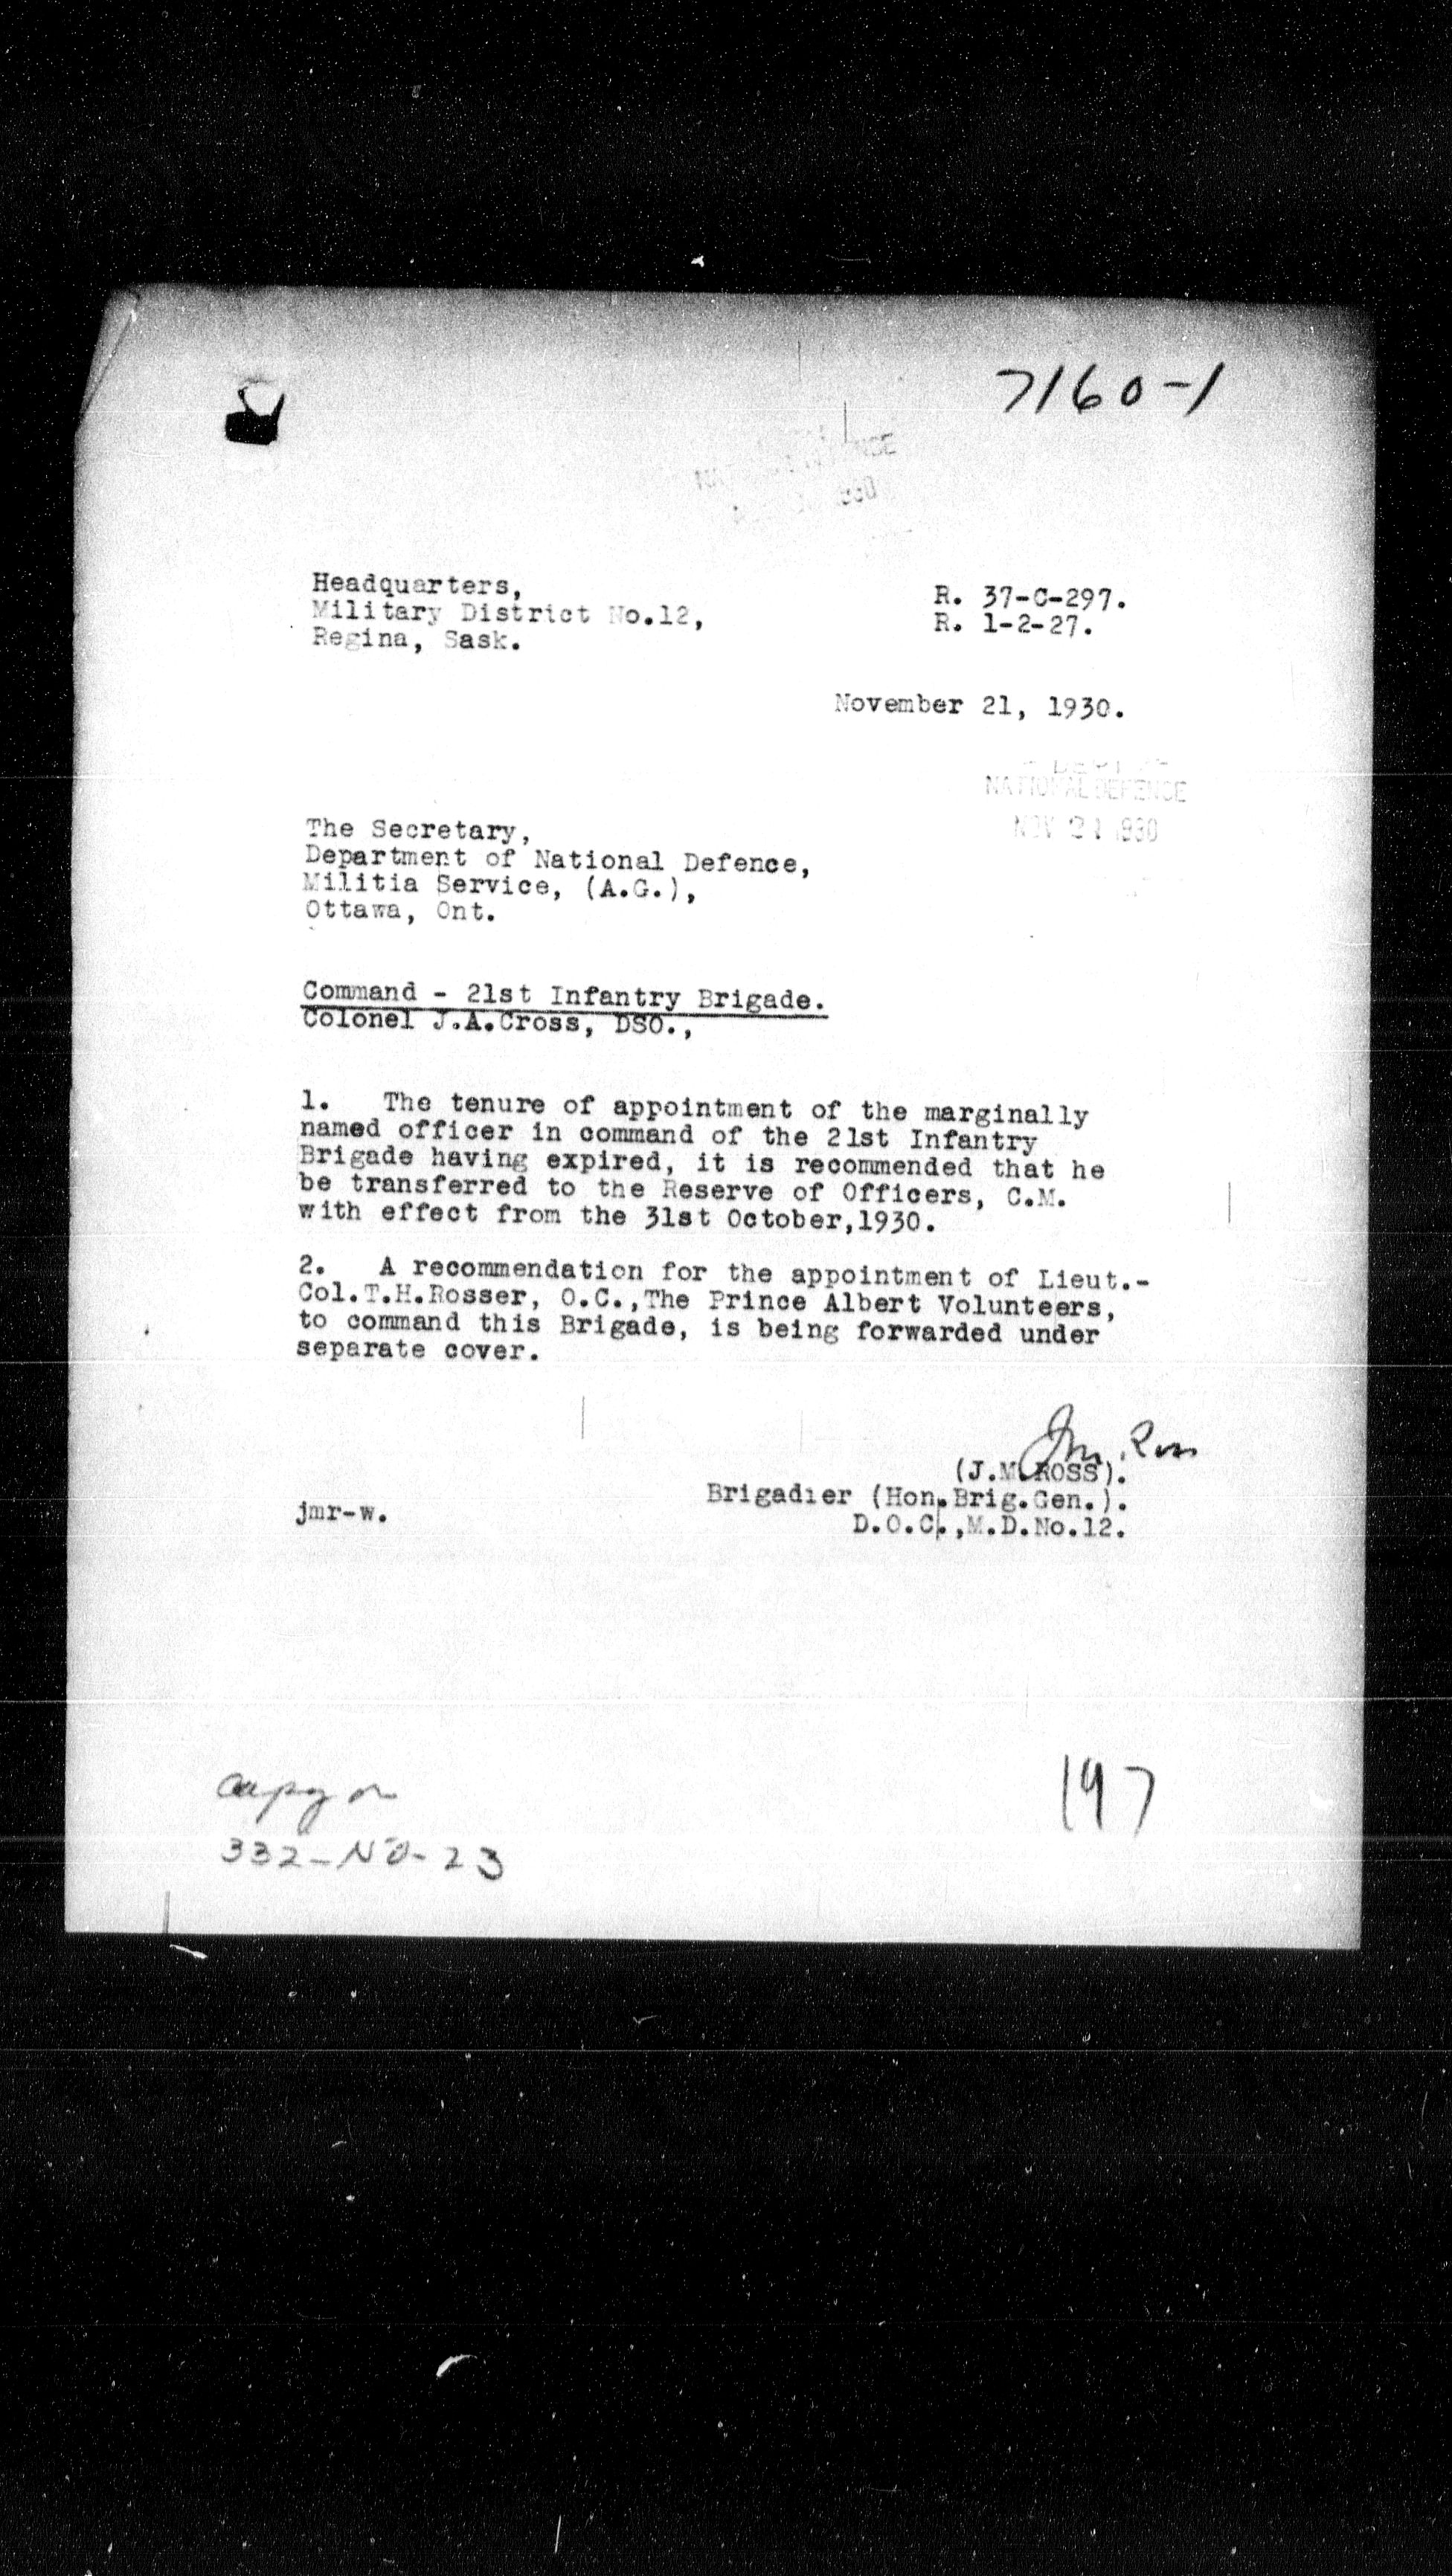 7160-1
Headquarters,
Military District No.12,
Regina, Sask.
R. 37-C-297.
R. 1-2-27.
November 21, 1930.
NATIONAL DEFENCE
NOV 21 1930
The Secretary,
Department of National Defence,
Militia Service, (A.G.),
Ottawa, Ont.
Command - 21st Infantry Brigade.
Colonel J.A.Cross, DSO.,
1. The tenure of appointment of the marginally
named officer in command of the 21st Infantry
Brigade having expired, it is recommended that he
be transferred to the Reserve of Officers, C.M.
with effect from the 31st October,1930.
2. A recommendation for the appointment of Lieut.-
Col.T.H.Rosser, O.C.,The Prince Albert Volunteers,
to command this Brigade, is being forwarded under
separate cover.
J.M. Ross
(J.M.ROSS).
Brigadier (Hon.Brig.Gen.).
D.O.C.,M.D.No.12.
jmr-w.
197
copy on
332-NO-23